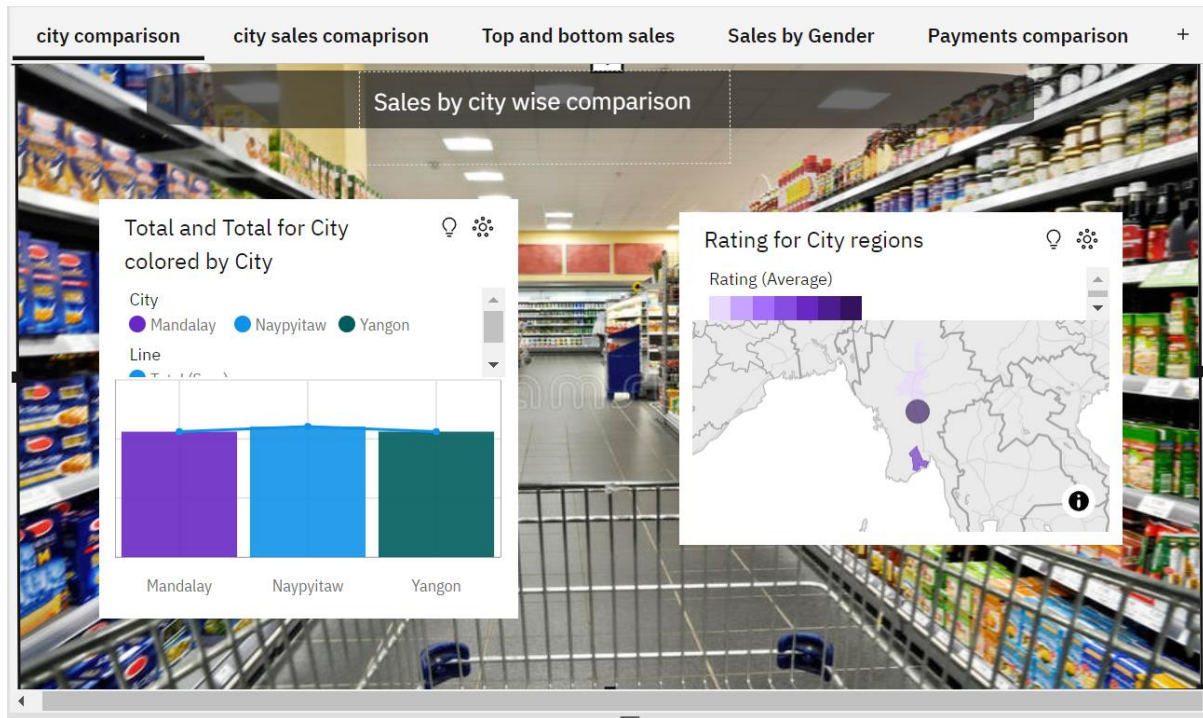 city comparison
city sales comaprison
Top and bottom sales
Sales by Gender
Payments comparison
+
Sales by city wise comparison
Total and Total for City
colored by City
City
Mandalay
Naypyitaw
Yangon
Line
Mandalay
Naypyitaw
Yangon
Rating for City regions
Rating (Average)